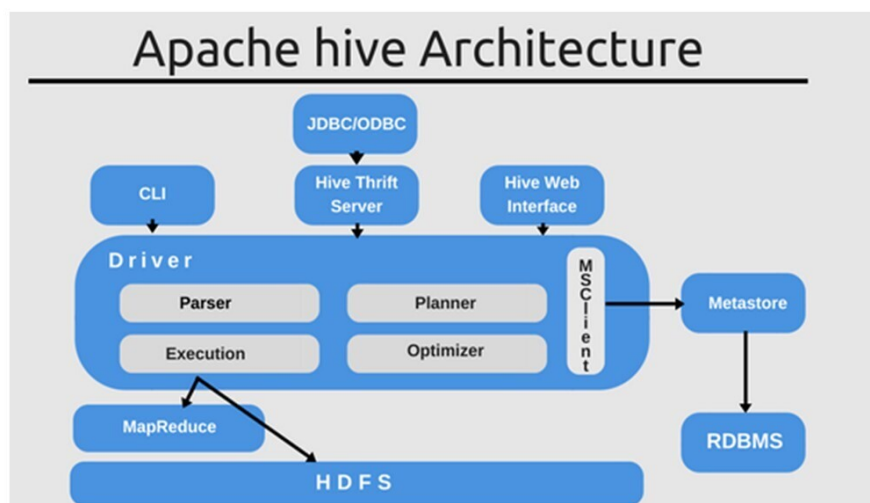 Apache hive Architecture
JDBC/ODBC
CLI
Hive Thrift
Server
Hive Web
Interface
Driver
Parser
Planner
Execution
Optimizer
MSClient
Metastore
MapReduce
RDBMS
HDFS